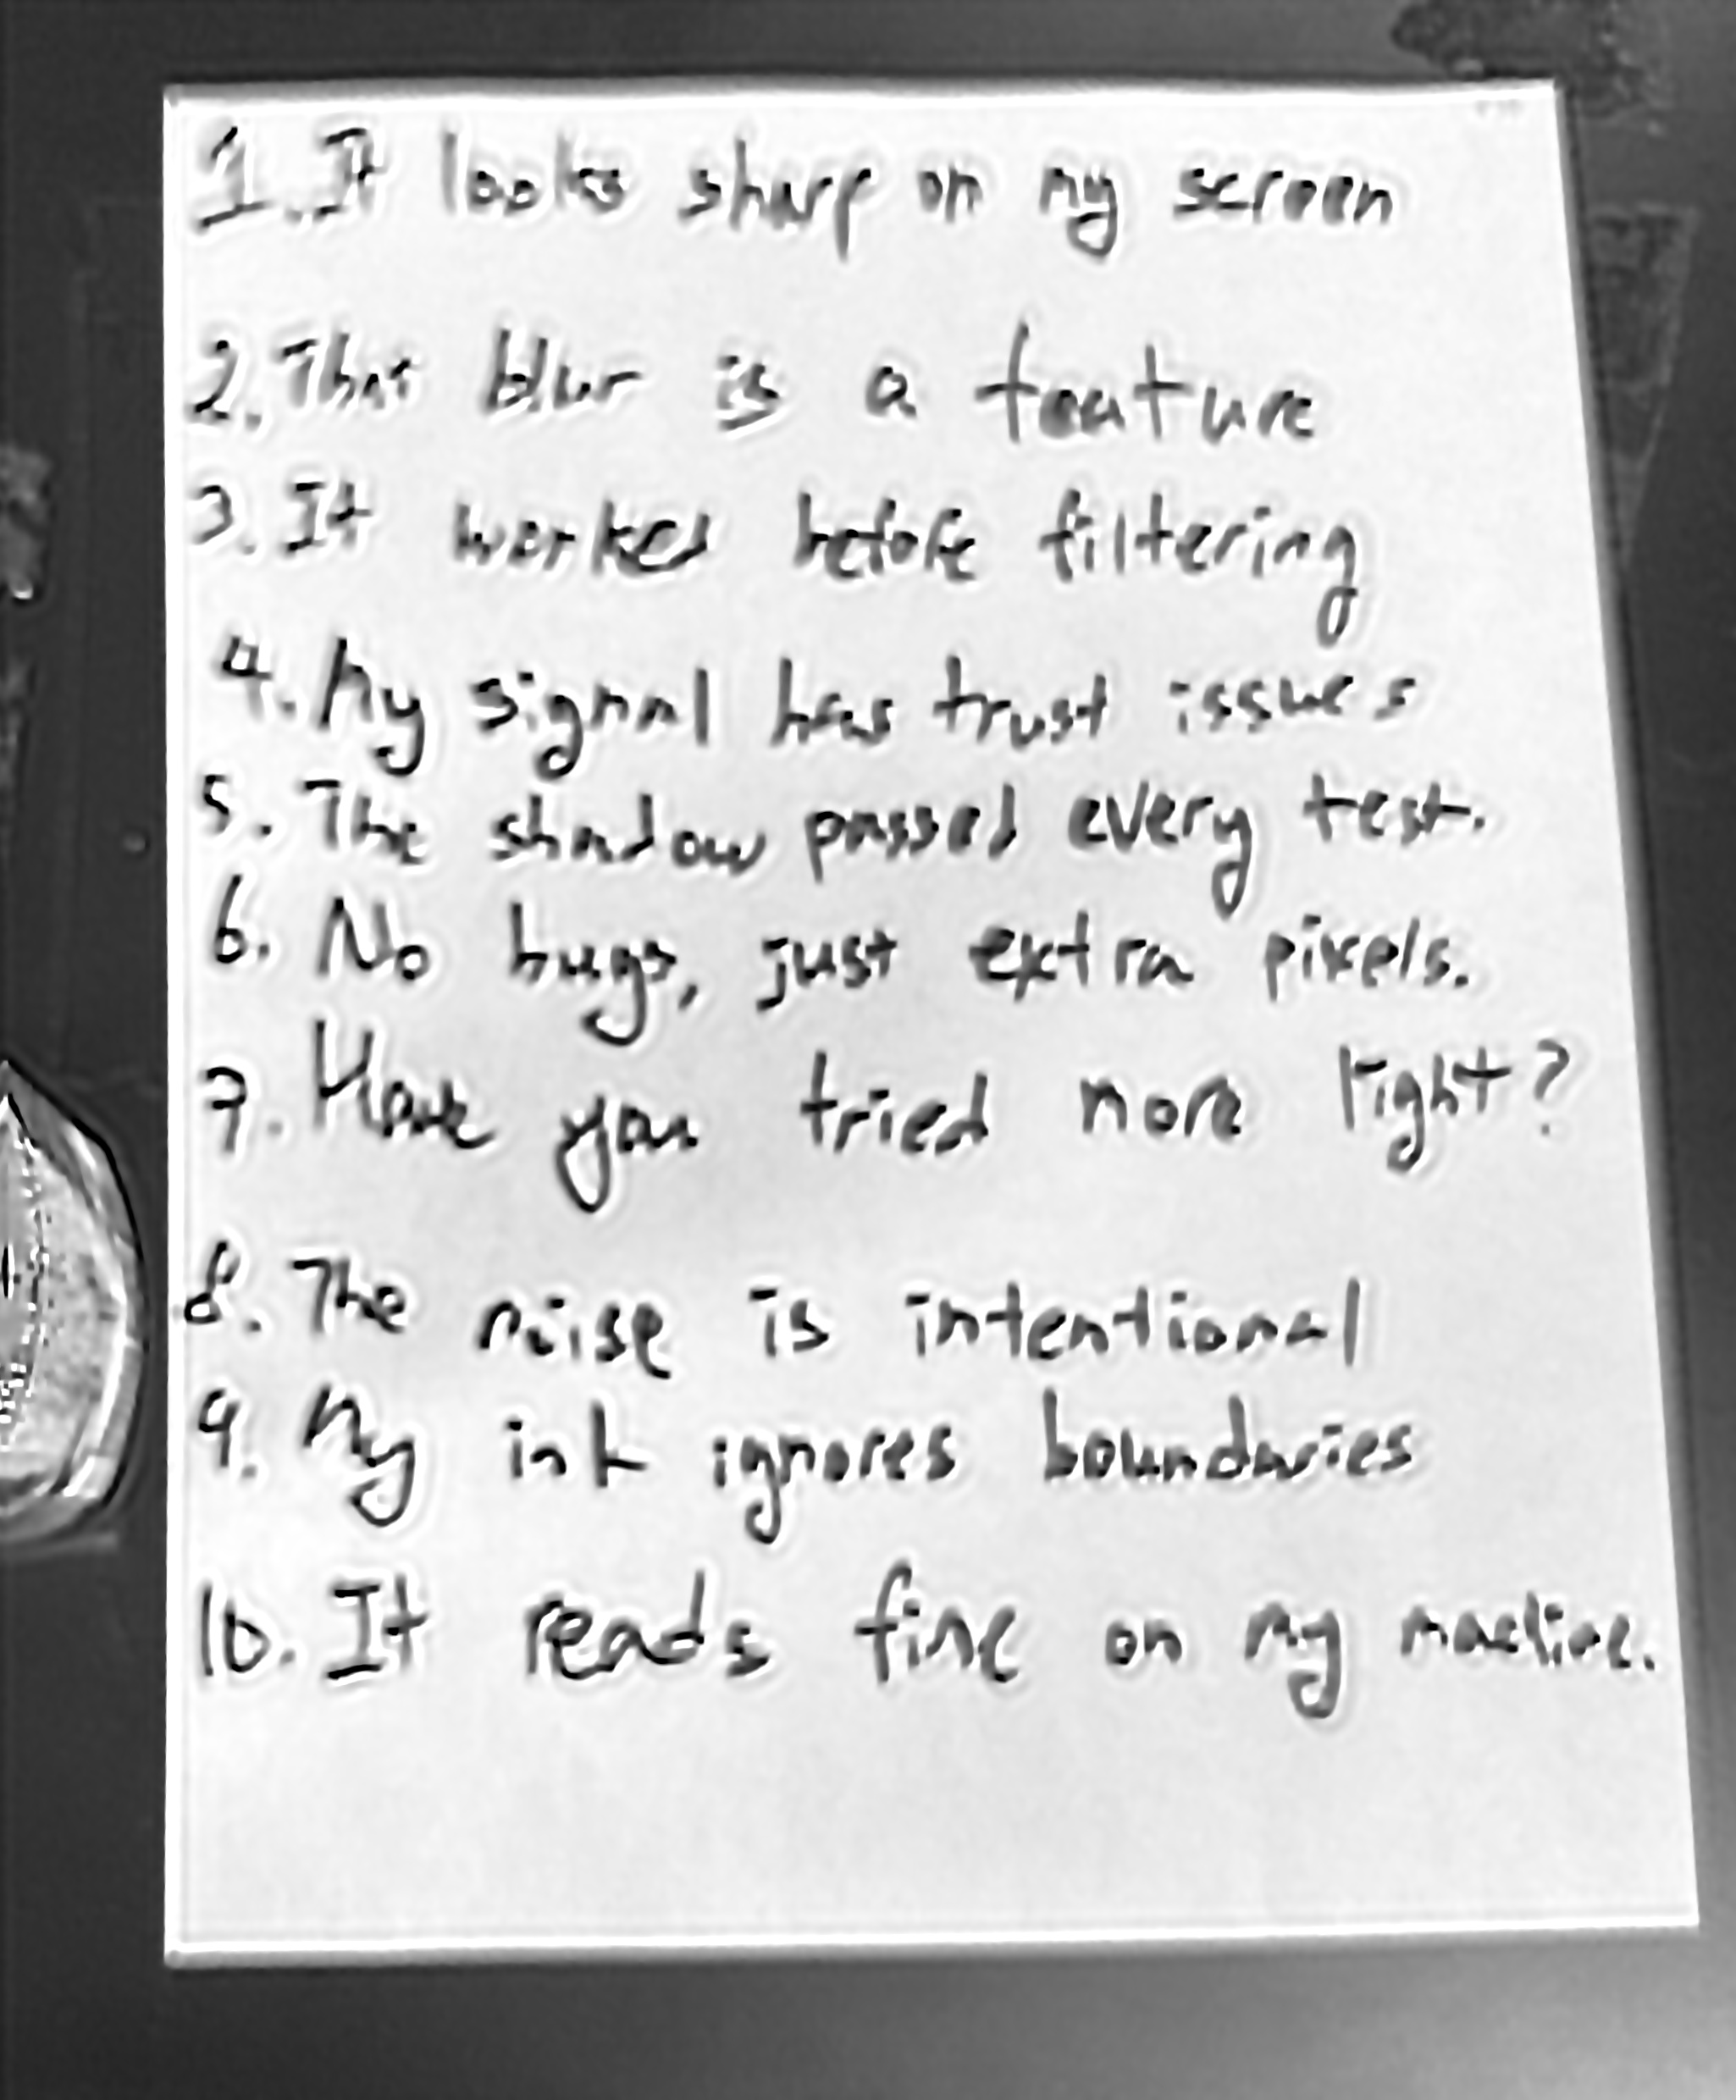 1. It looks sharp on my screen
2. That blur is a feature
3. It worked before filtering
4. My signal has trust issues
5. The shadow passed every test.
6. No bugs, just extra pixels.
7. Have you tried more light?
8. The noise is intentional
9. My ink ignores boundaries
10. It reads fine on my machine.